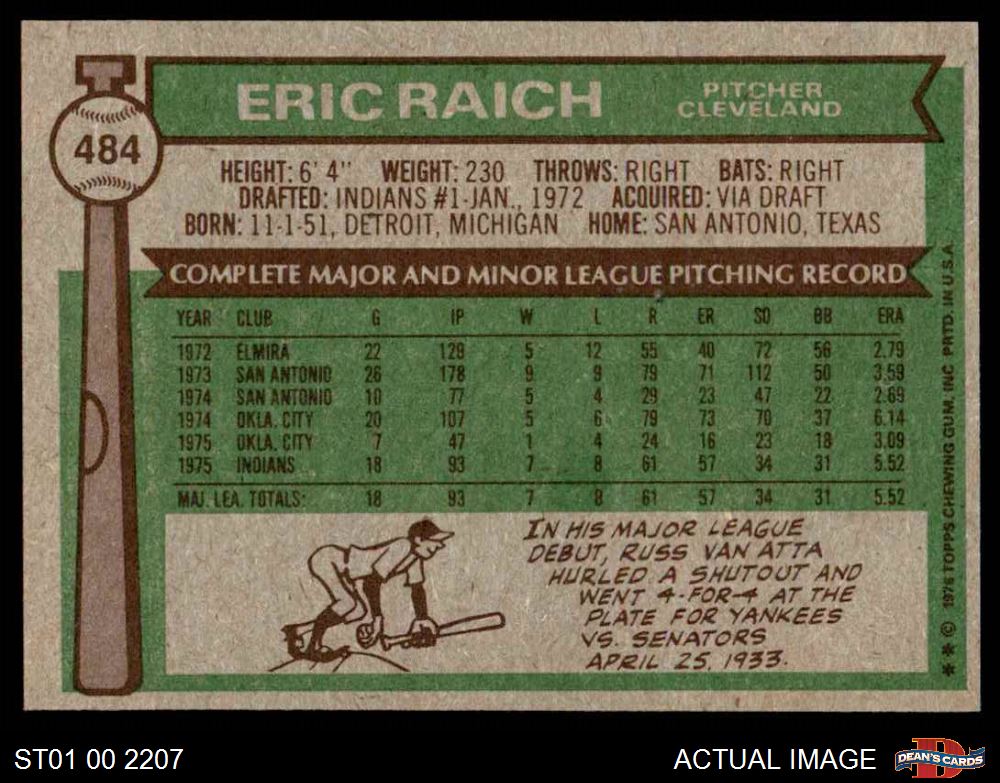 484
ERIC RAICH
PITCHER
CLEVELAND
HEIGHT: 6' 4" WEIGHT: 230 THROWS: RIGHT BATS: RIGHT
DRAFTED: INDIANS #1-JAN., 1972 ACQUIRED: VIA DRAFT
BORN: 11-1-51, DETROIT, MICHIGAN HOME: SAN ANTONIO, TEXAS
COMPLETE MAJOR AND MINOR LEAGUE PITCHING RECORD
YEAR CLUB G IP W L R ER SO BB ERA
1972 ELMIRA 22 129 5 12 55 40 72 56 2.79
1973 SAN ANTONIO 26 178 9 9 79 71 112 50 3.59
1974 SAN ANTONIO 10 77 5 4 29 23 47 22 2.69
1974 OKLA. CITY 20 107 5 6 79 73 70 37 6.14
1975 OKLA. CITY 7 47 1 4 24 16 23 18 3.09
1975 INDIANS 18 93 7 8 61 57 34 31 5.52
MAJ. LEA. TOTALS: 18 93 7 8 61 57 34 31 5.52
IN HIS MAJOR LEAGUE
DEBUT, RUSS VAN ATTA
HURLED A SHUTOUT AND
WENT 4-FOR-4 AT THE
PLATE FOR YANKEES
VS. SENATORS
APRIL 25, 1933.
** © 1976 TOPPS CHEWING GUM, INC PRTD. IN U.S.A.
ST01 00 2207
ACTUAL IMAGE
D
DEAN'S CARDS